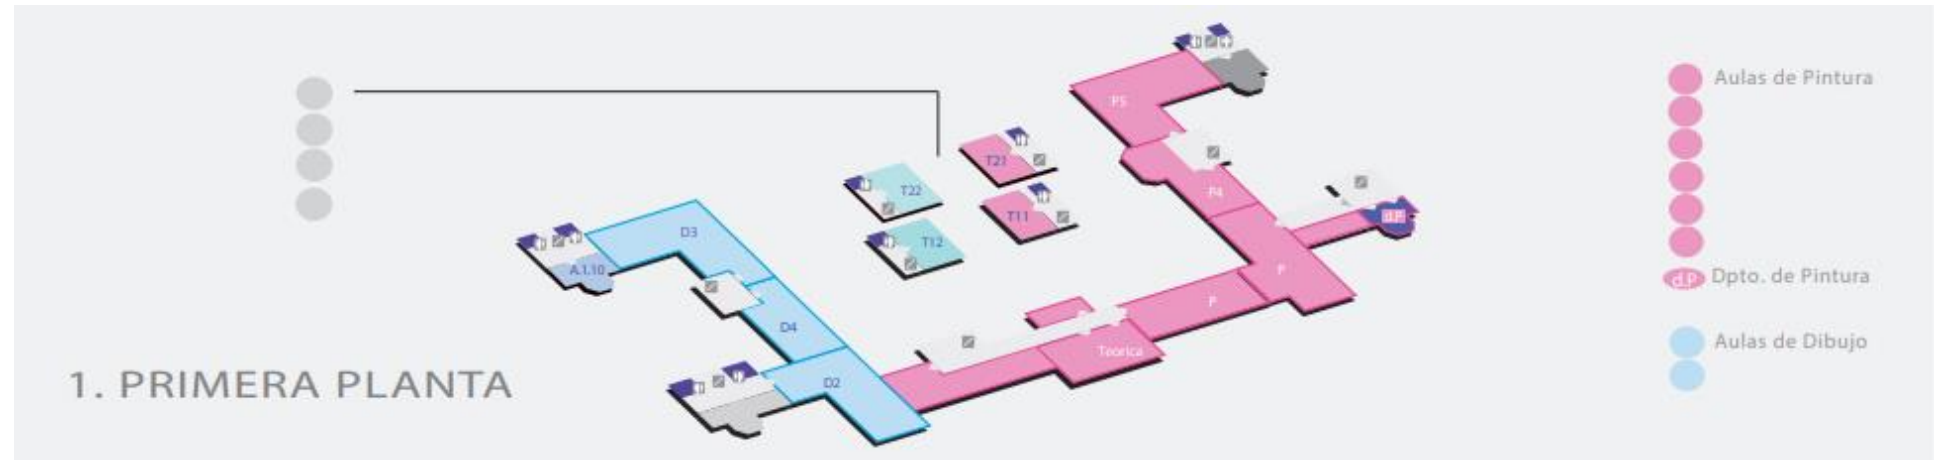 Aulas de Pintura
P5
T21
P4
T22
T11
d.P.
D3
T12
A.1.10
P
d.P Dpto. de Pintura
P
D4
Teorica
Aulas de Dibujo
D2
1. PRIMERA PLANTA